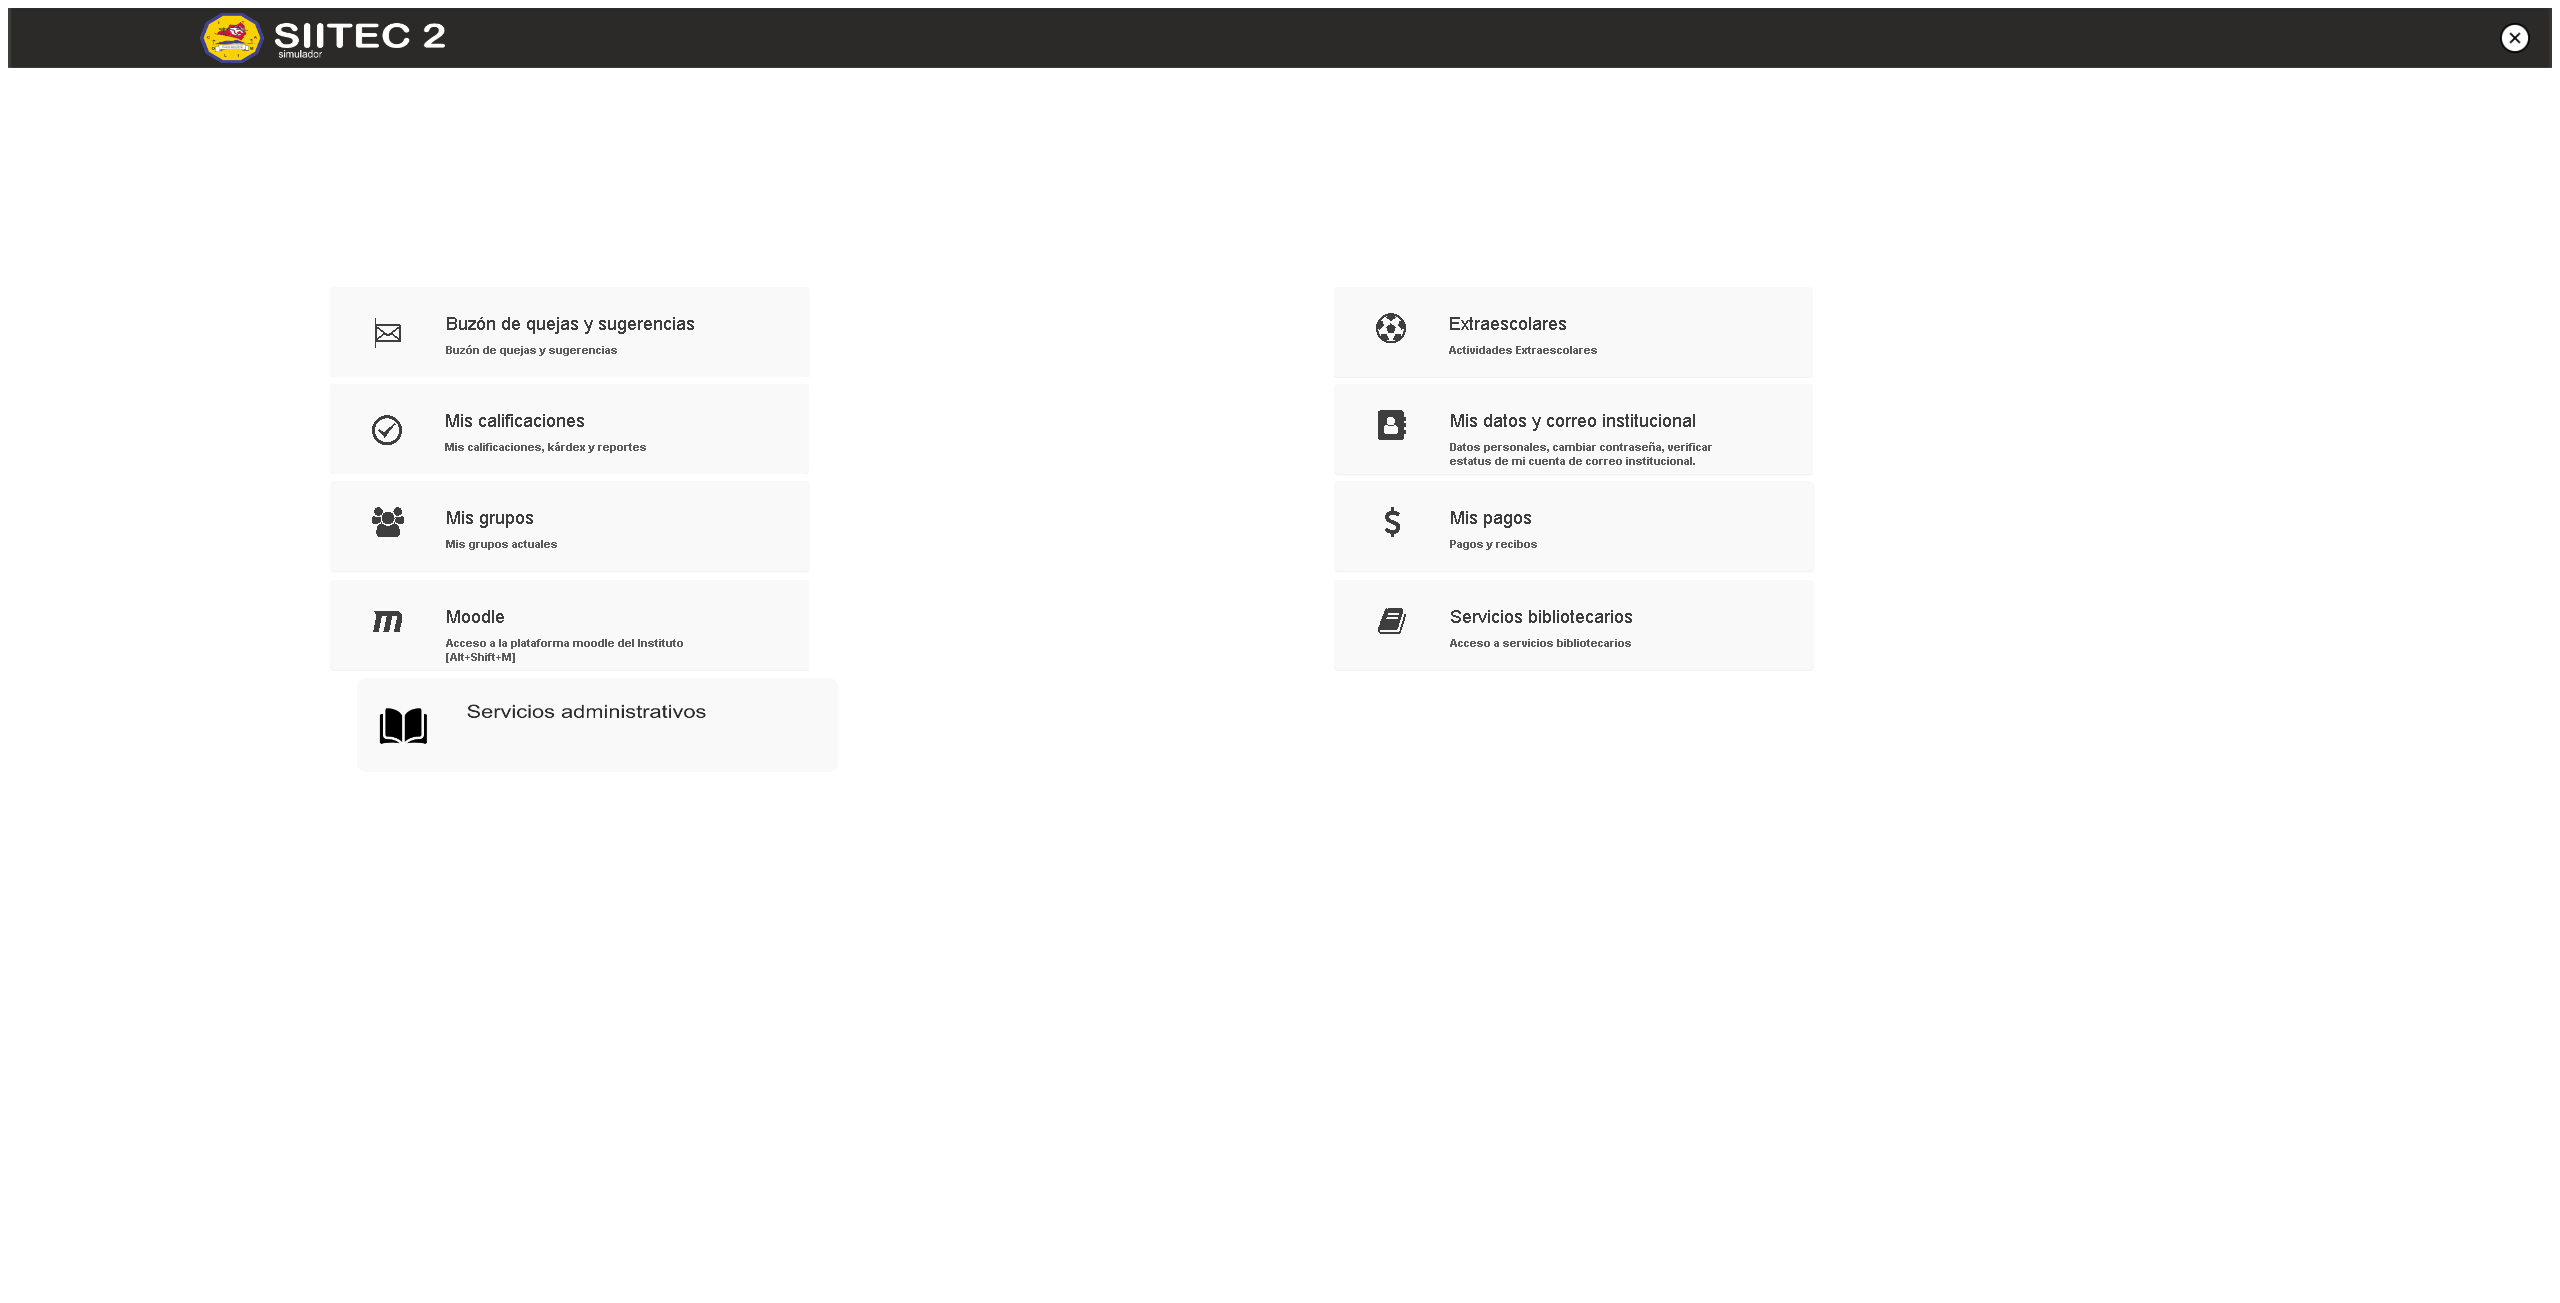 SIITEC 2
simulador
Buzón de quejas y sugerencias
Buzón de quejas y sugerencias
Extraescolares
Actividades Extraescolares
Mis calificaciones
Mis calificaciones, kárdex y reportes
Mis datos y correo institucional
Datos personales, cambiar contraseña, verificar
estatus de mi cuenta de correo institucional.
Mis grupos
Mis grupos actuales
Mis pagos
Pagos y recibos
Moodle
Acceso a la plataforma moodle del Instituto
[Alt+Shift+M]
Servicios bibliotecarios
Acceso a servicios bibliotecarios
Servicios administrativos